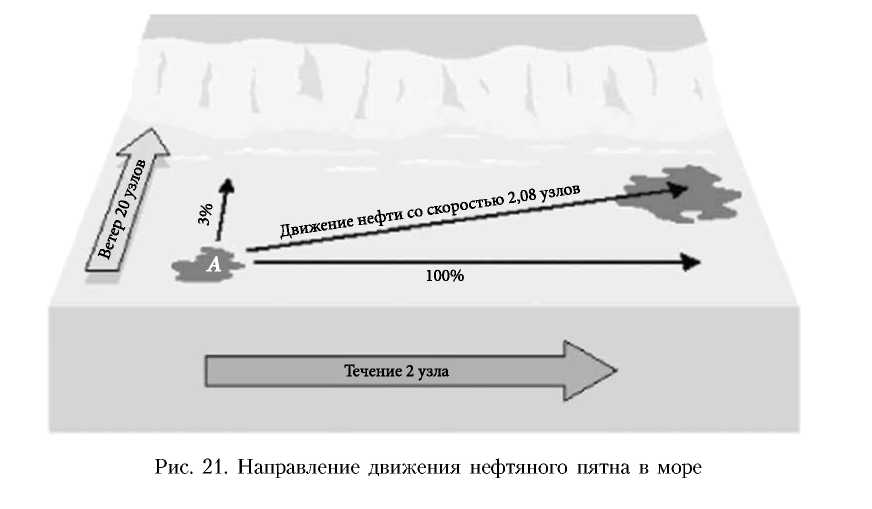 Ветер 20 узлов
3%
Движение нефти со скоростью 2,08 узлов
A
100%
Течение 2 узла
Рис. 21. Направление движения нефтяного пятна в море